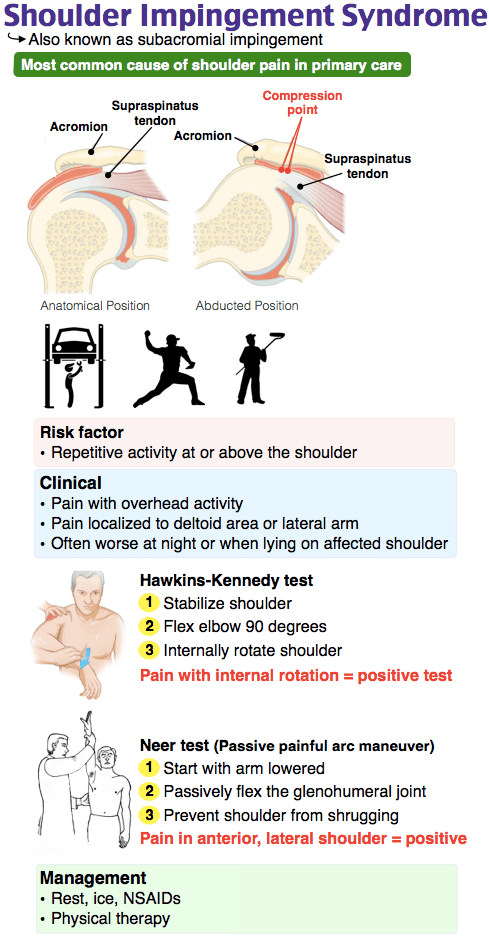 Shoulder Impingement Syndrome
Also known as subacromial impingement
Most common cause of shoulder pain in primary care
Acromion
Supraspinatus
tendon
Compression
point
Acromion
Supraspinatus
tendon
Anatomical Position
Abducted Position
Risk factor
• Repetitive activity at or above the shoulder
Clinical
• Pain with overhead activity
• Pain localized to deltoid area or lateral arm
• Often worse at night or when lying on affected shoulder
Hawkins-Kennedy test
1 Stabilize shoulder
2 Flex elbow 90 degrees
3 Internally rotate shoulder
Pain with internal rotation = positive test
Neer test (Passive painful arc maneuver)
1 Start with arm lowered
2 Passively flex the glenohumeral joint
3 Prevent shoulder from shrugging
Pain in anterior, lateral shoulder = positive
Management
• Rest, ice, NSAIDs
• Physical therapy